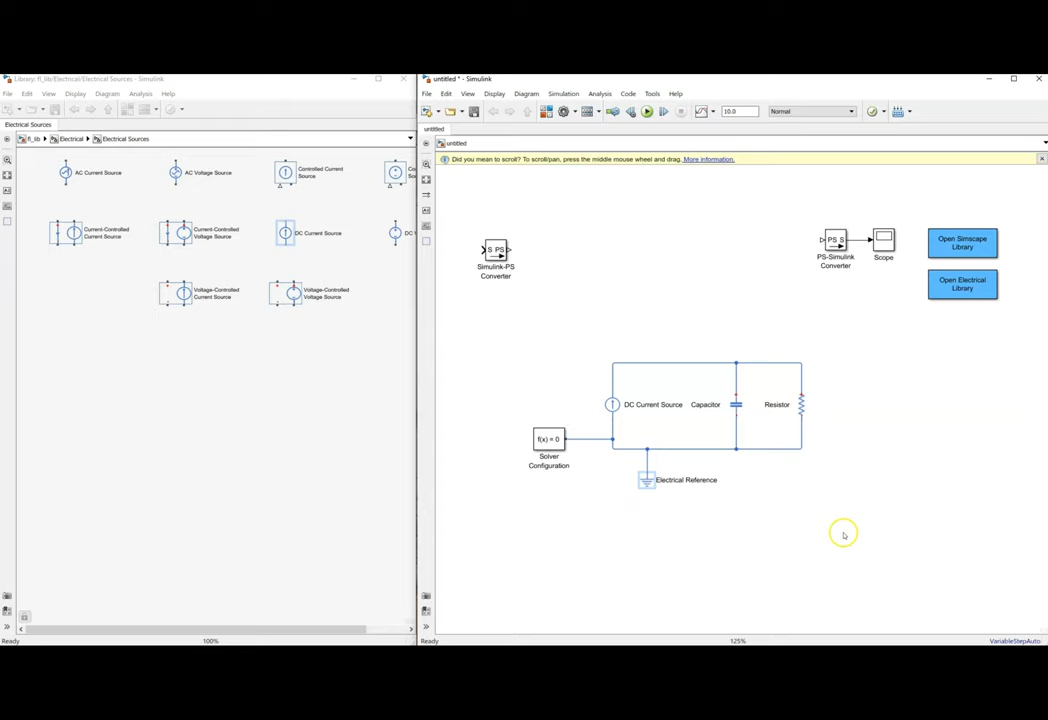 Library: fl_lib/Electrical/Electrical Sources - Simulink
File Edit View Display Diagram Analysis Help
Electrical Sources
fl_lib Electrical Electrical Sources
AC Current Source
AC Voltage Source
Controlled Current
Source
Current-Controlled
Current Source
Current-Controlled
Voltage Source
DC Current Source
Voltage-Controlled
Current Source
Voltage-Controlled
Voltage Source
Ready
100%
untitled * - Simulink
File Edit View Display Diagram Simulation Analysis Code Tools Help
10.0
Normal
untitled
untitled
Did you mean to scroll? To scroll/pan, press the middle mouse wheel and drag. More information.
S PS
Simulink-PS
Converter
PS S
PS-Simulink
Converter
Scope
Open Simscape
Library
Open Electrical
Library
DC Current Source
Capacitor
Resistor
f(x) = 0
Solver
Configuration
Electrical Reference
Ready
125%
VariableStepAuto